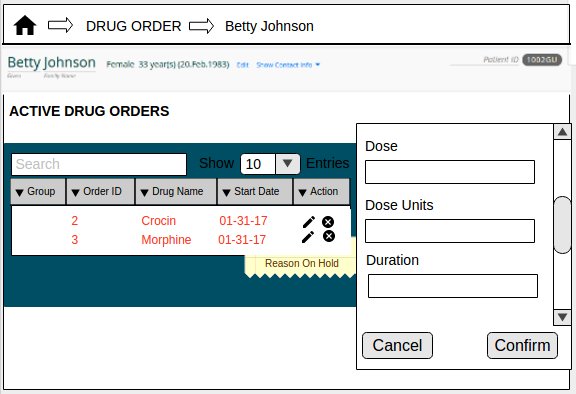 DRUG ORDER Betty Johnson
Betty Johnson Female 33 year(s) (20.Feb.1983) Edit Show Contact Info Patient ID 1002GU
Given Family Name
ACTIVE DRUG ORDERS
Search Show 10 Entries
Group Order ID Drug Name Start Date Action
2 Crocin 01-31-17
3 Morphine 01-31-17
Reason On Hold
Dose
Dose Units
Duration
Cancel Confirm